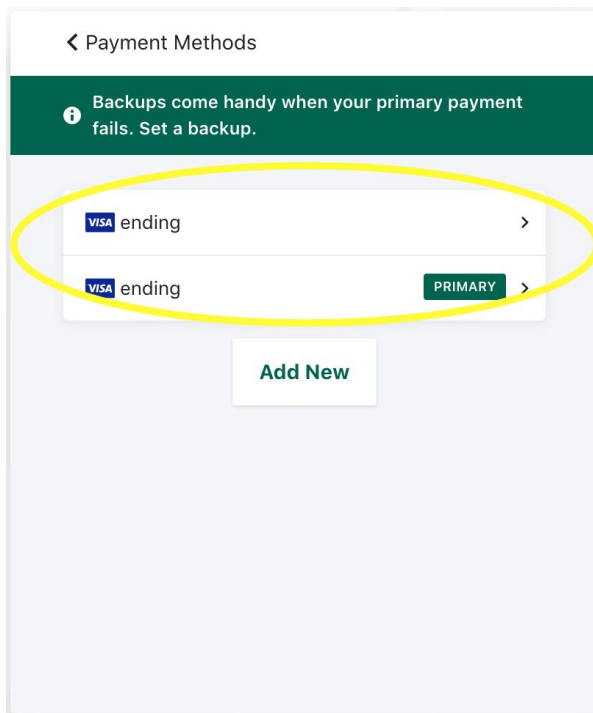 Payment Methods
Backups come handy when your primary payment
fails. Set a backup.
VISA ending
VISA ending PRIMARY
Add New